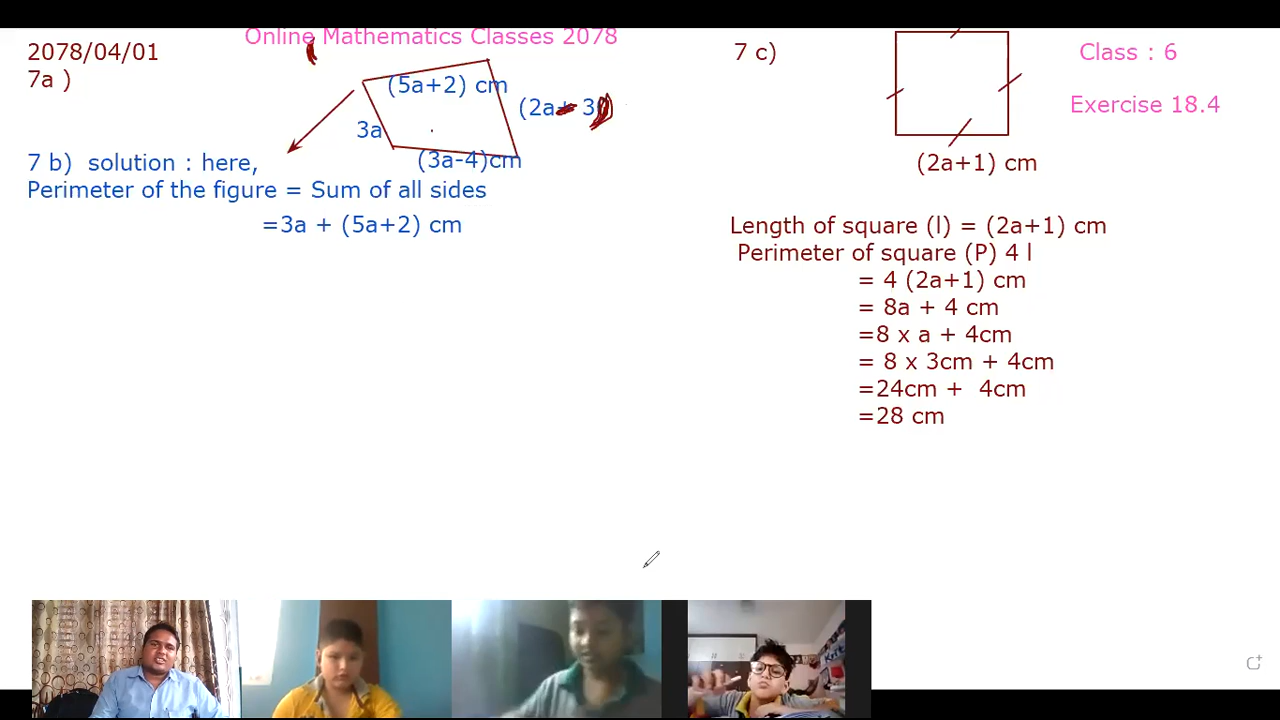 Online Mathematics Classes 2078
2078/04/01
7a )
(5a+2) cm
3a
(3a-4)cm
7 b) solution : here,
Perimeter of the figure = Sum of all sides
=3a + (5a+2) cm
7 c)
Class : 6
Exercise 18.4
(2a+1) cm
Length of square (l) = (2a+1) cm
Perimeter of square (P) 4 l
= 4 (2a+1) cm
= 8a + 4 cm
=8 x a + 4cm
= 8 x 3cm + 4cm
=24cm + 4cm
=28 cm